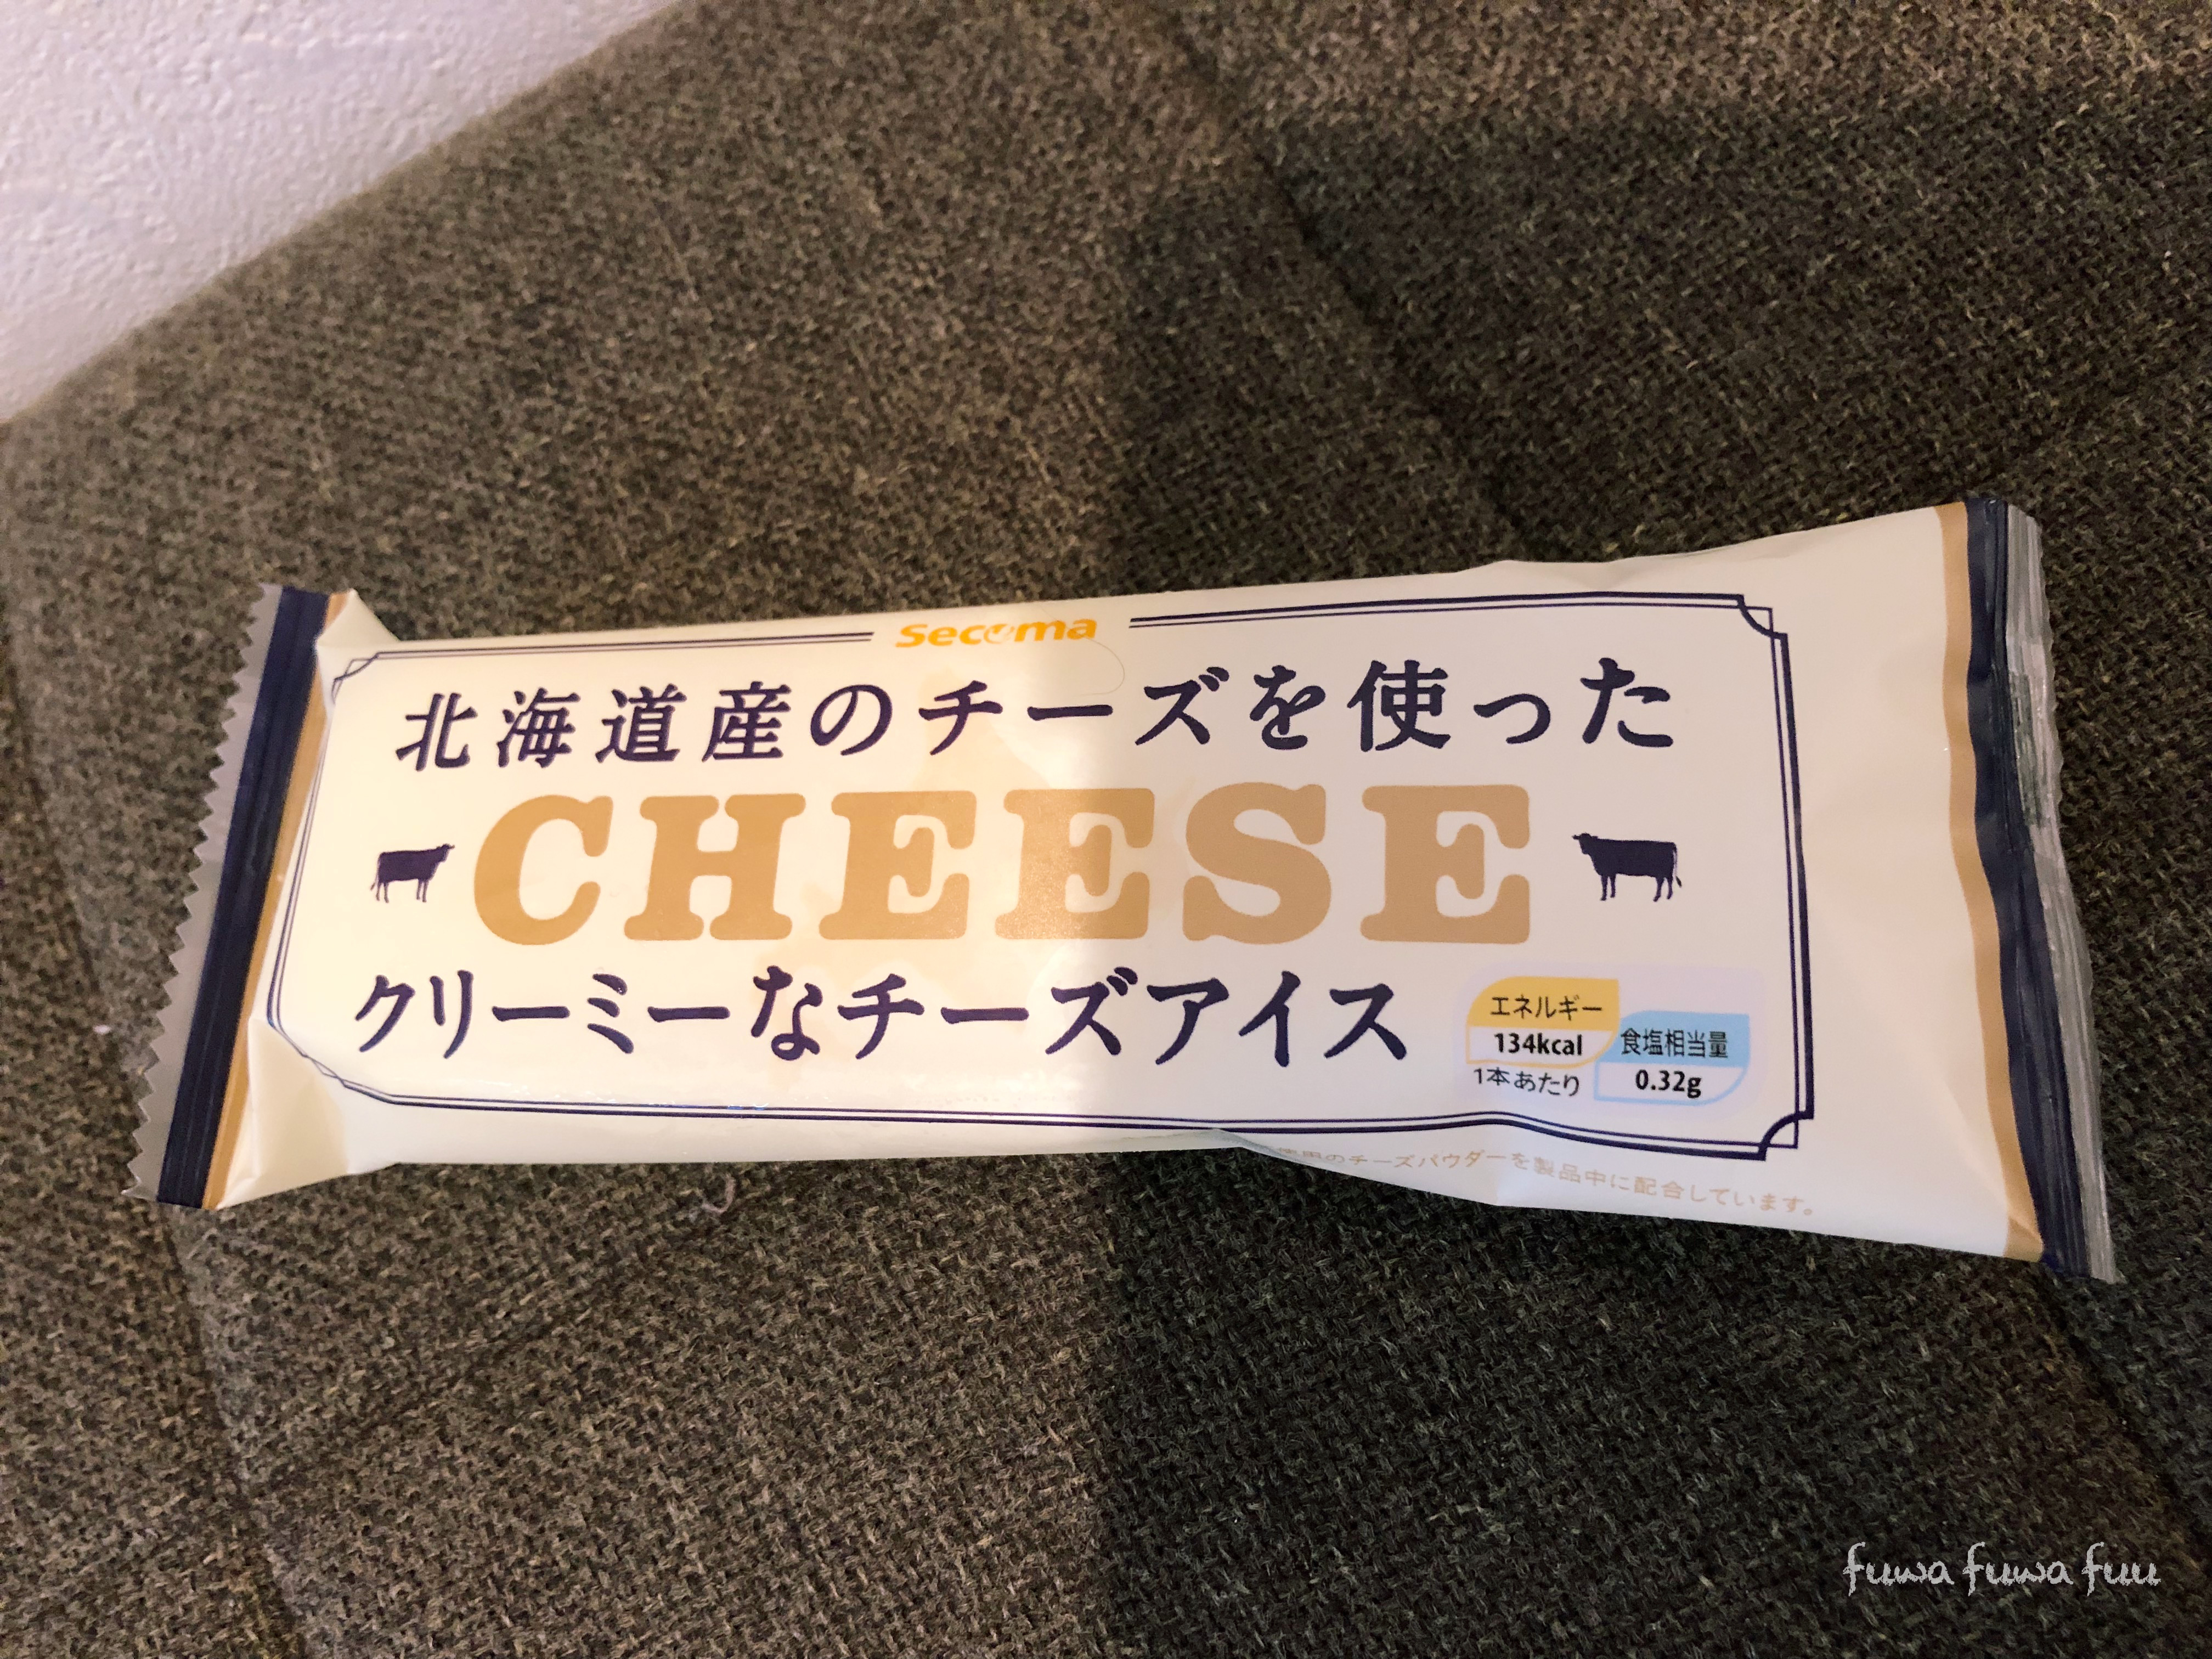 Secoma
北海道産のチーズを使った
CHEESE
クリーミーなチーズアイス
エネルギー
134kcal
1本あたり
食塩相当量
0.32g
使用のチーズパウダーを製品中に配合しています。
fuwa fuwa fuu